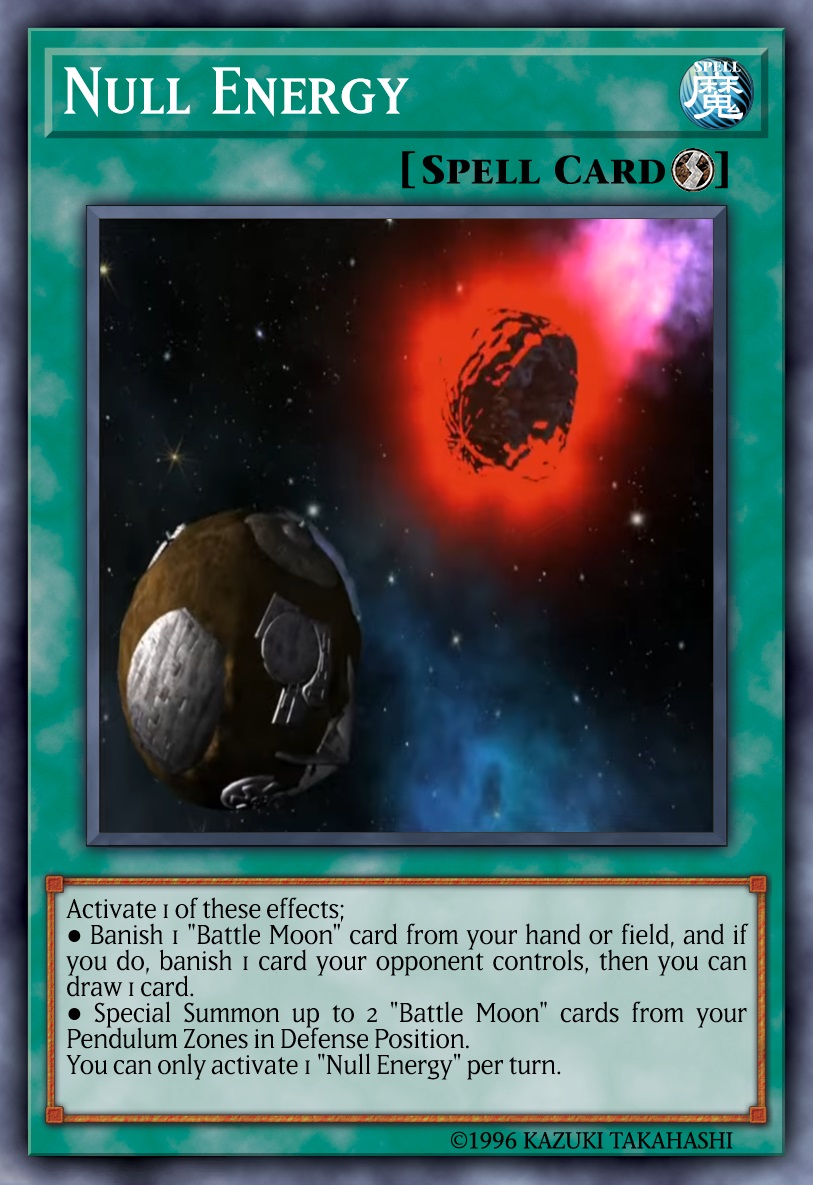 Null Energy
SPELL
魔
[Spell Card]
Activate 1 of these effects;
● Banish 1 "Battle Moon" card from your hand or field, and if
you do, banish 1 card your opponent controls, then you can
draw 1 card.
● Special Summon up to 2 "Battle Moon" cards from your
Pendulum Zones in Defense Position.
You can only activate 1 "Null Energy" per turn.
©1996 KAZUKI TAKAHASHI